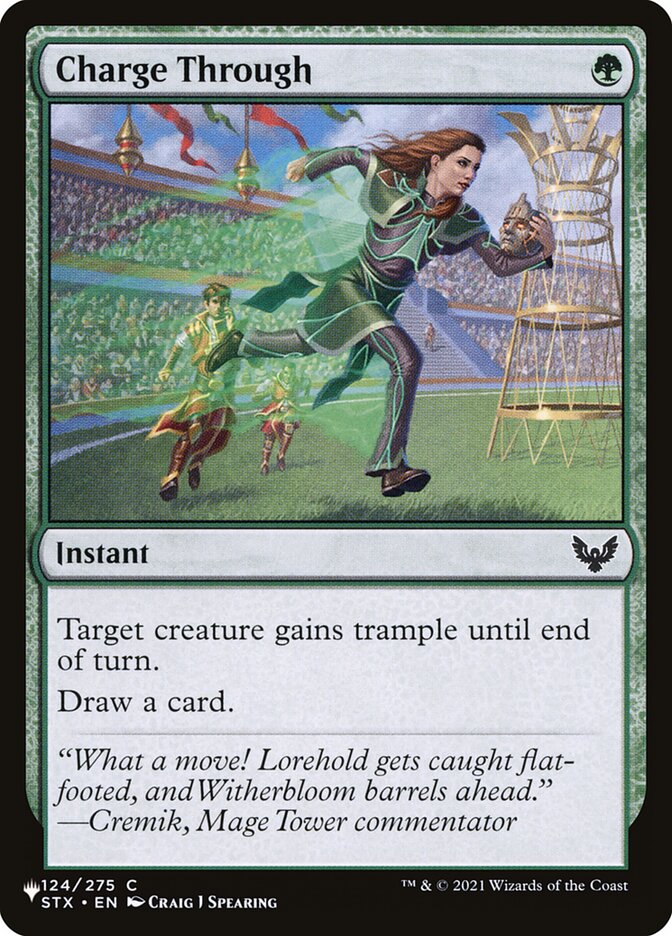 Charge Through
Instant
Target creature gains trample until end
of turn.
Draw a card.
“What a move! Lorehold gets caught flat-
footed, and Witherbloom barrels ahead.”
—Cremik, Mage Tower commentator
124/275 C
STX • EN Craig J Spearing
™ & © 2021 Wizards of the Coast